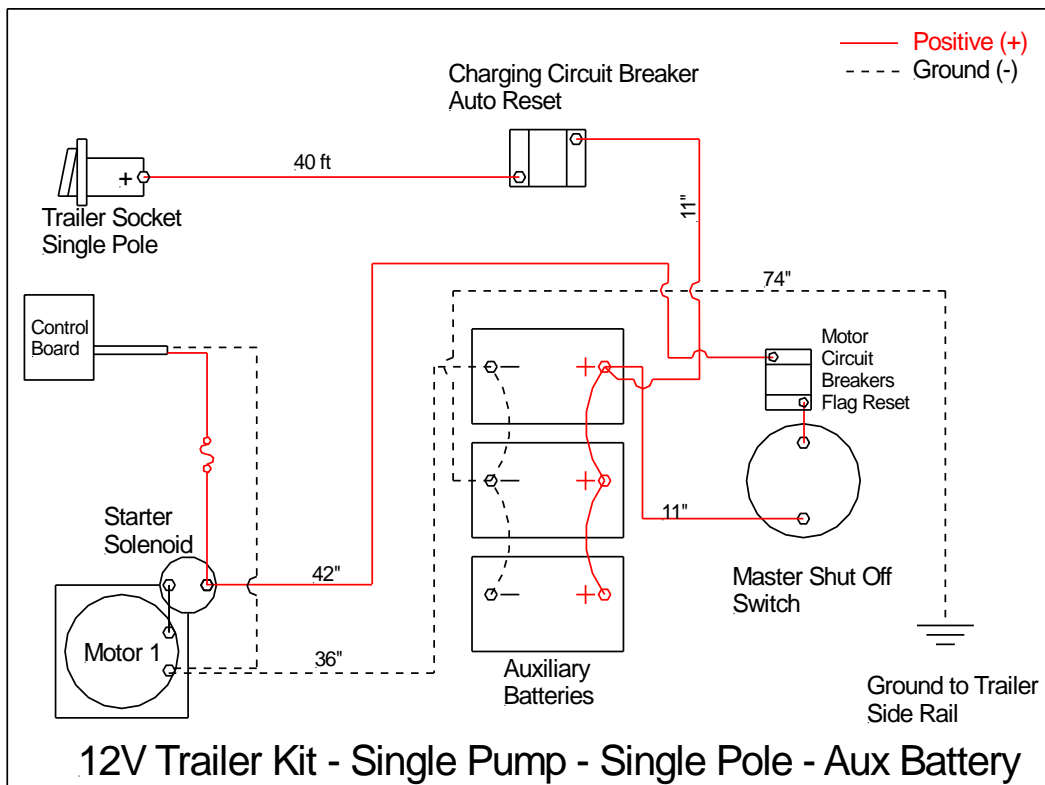 Positive (+)
Ground (-)
Charging Circuit Breaker
Auto Reset
40 ft
+
Trailer Socket
Single Pole
11"
74"
Control
Board
Motor
Circuit
Breakers
Flag Reset
+
+
11"
Starter
Solenoid
42"
+
Master Shut Off
Switch
Motor 1
36"
Auxiliary
Batteries
Ground to Trailer
Side Rail
12V Trailer Kit - Single Pump - Single Pole - Aux Battery